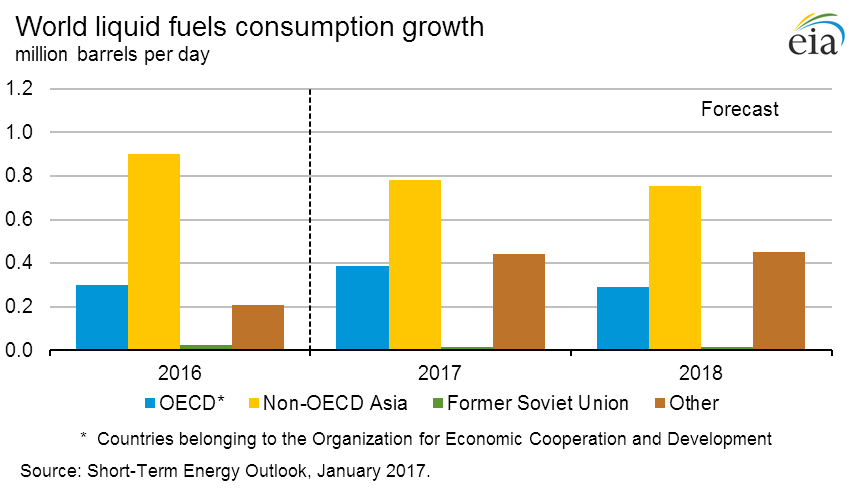 World liquid fuels consumption growth
million barrels per day
eia
1.2
1.0
0.8
0.6
0.4
0.2
0.0
Forecast
2016 2017 2018
OECD* Non-OECD Asia Former Soviet Union Other
* Countries belonging to the Organization for Economic Cooperation and Development
Source: Short-Term Energy Outlook, January 2017.